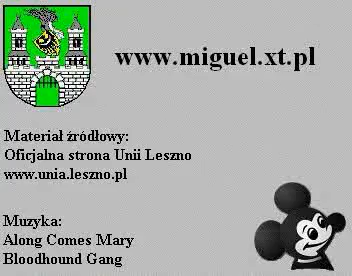 www.miguel.xt.pl
Materiał źródłowy:
Oficjalna strona Unii Leszno
www.unia.leszno.pl
Muzyka:
Along Comes Mary
Bloodhound Gang